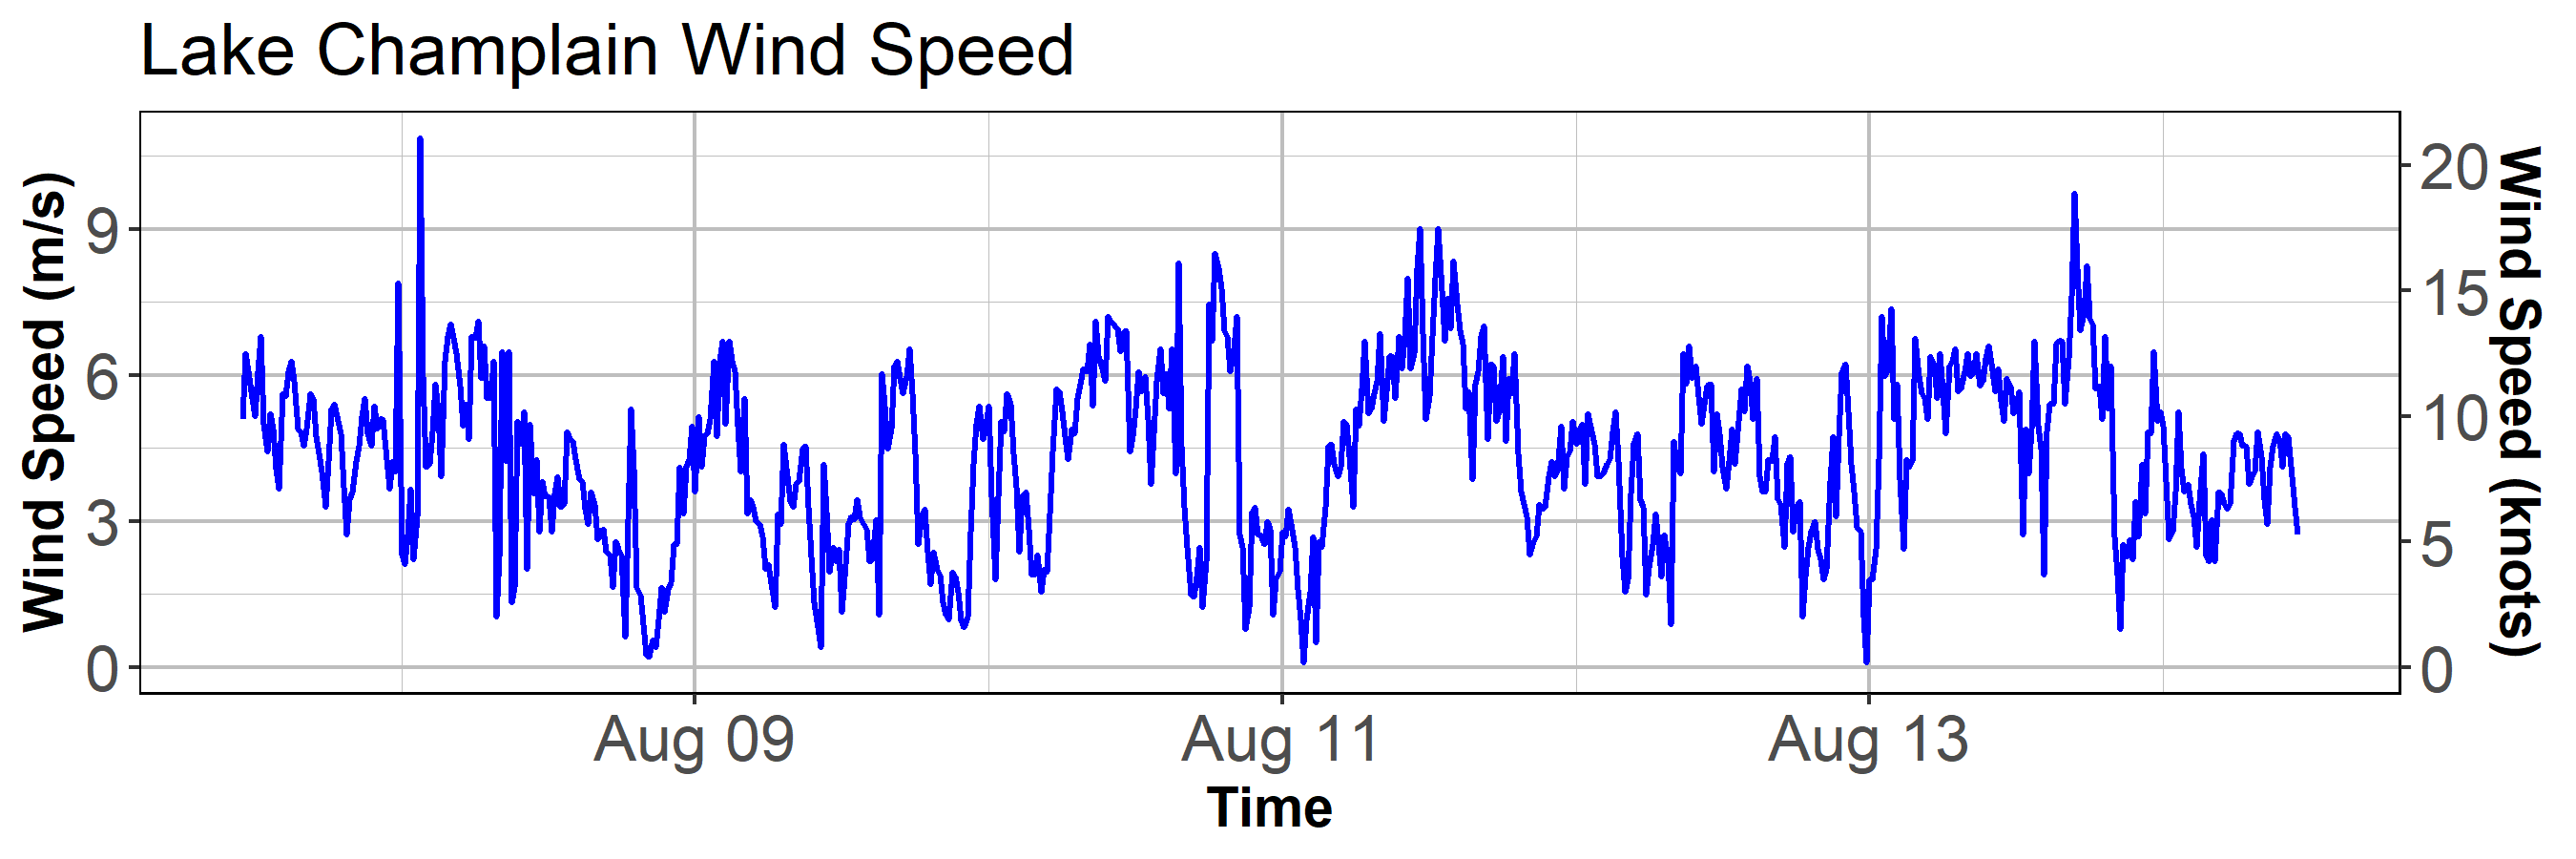 Lake Champlain Wind Speed
Wind Speed (m/s)
9
6
3
0
20
15
10
5
0
Wind Speed (knots)
Aug 09
Aug 11
Aug 13
Time